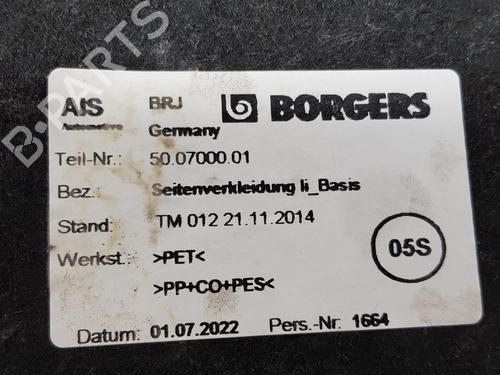 AIS BRJ BORGERS
Automotive Germany
Teil-Nr.: 50.07000.01
Bez.: Seitenverkleidung li_Basis
Stand: TM 012 21.11.2014
Werkst.: >PET<
05S
>PP+CO+PES<
Datum: 01.07.2022 Pers.-Nr: 1664
B-PARTS